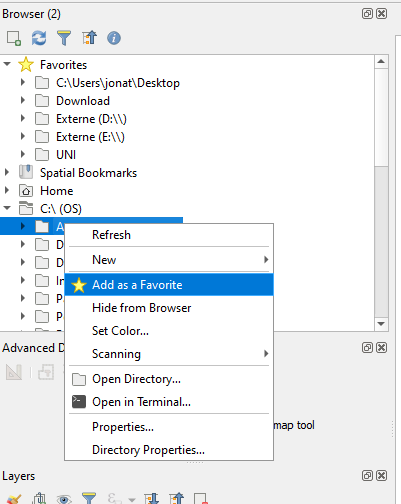 Browser (2)
Favorites
C:\Users\jonat\Desktop
Download
Externe (D:\\)
Externe (E:\\)
UNI
Spatial Bookmarks
Home
C:\ (OS)
Refresh
New
Add as a Favorite
Hide from Browser
Set Color...
Scanning
Open Directory...
Open in Terminal...
Properties...
Directory Properties...
Advanced D
map tool
Layers